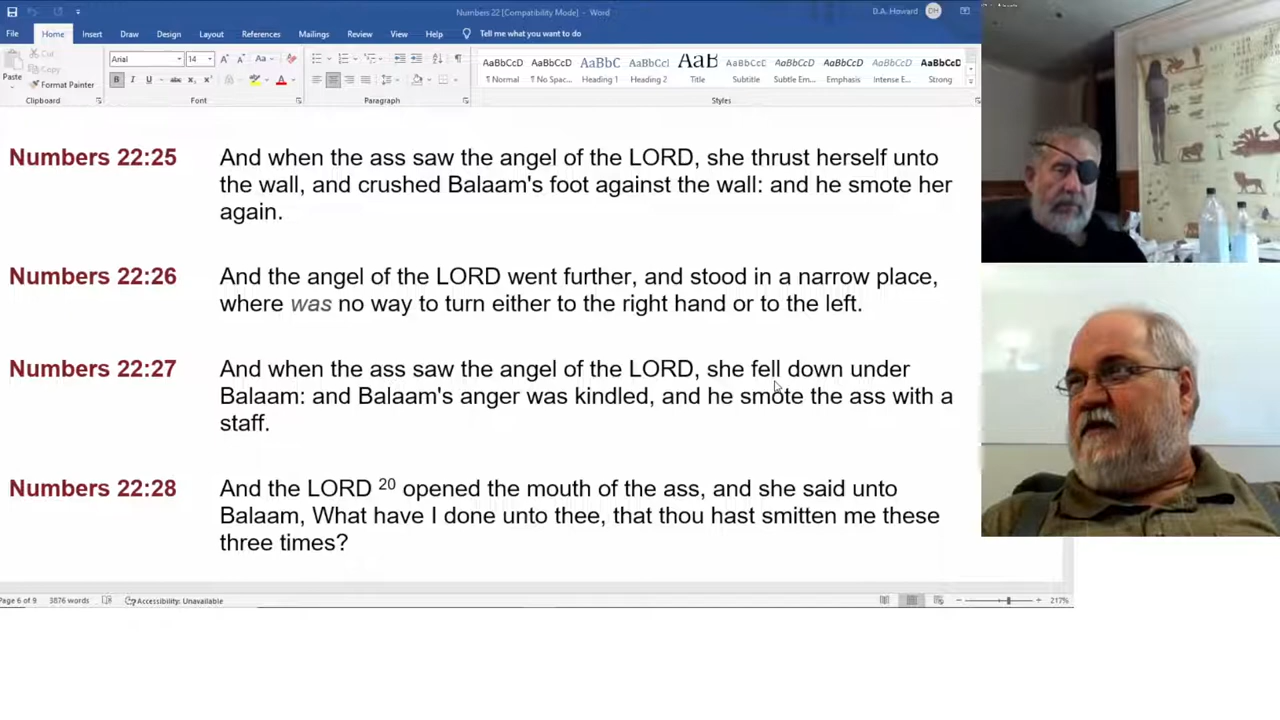 Numbers 22 [Compatibility Mode] - Word
D.A. Howard
DH
File Home Insert Draw Design Layout References Mailings Review View Help Tell me what you want to do
Paste
Cut
Copy
Format Painter
Arial 14
AaBbCcD AaBbCcD AaBbC AaBbCcI AaB AaBbCcD AaBbCcD AaBbCcD AaBbCcD AaBbCcD
¶ Normal ¶ No Spac... Heading 1 Heading 2 Title Subtitle Subtle Em... Emphasis Intense E... Strong
Clipboard Font Paragraph Styles
Numbers 22:25 And when the ass saw the angel of the LORD, she thrust herself unto
the wall, and crushed Balaam's foot against the wall: and he smote her
again.
Numbers 22:26 And the angel of the LORD went further, and stood in a narrow place,
where was no way to turn either to the right hand or to the left.
Numbers 22:27 And when the ass saw the angel of the LORD, she fell down under
Balaam: and Balaam's anger was kindled, and he smote the ass with a
staff.
Numbers 22:28 And the LORD 20 opened the mouth of the ass, and she said unto
Balaam, What have I done unto thee, that thou hast smitten me these
three times?
Page 6 of 9 3876 words Accessibility: Unavailable 217%